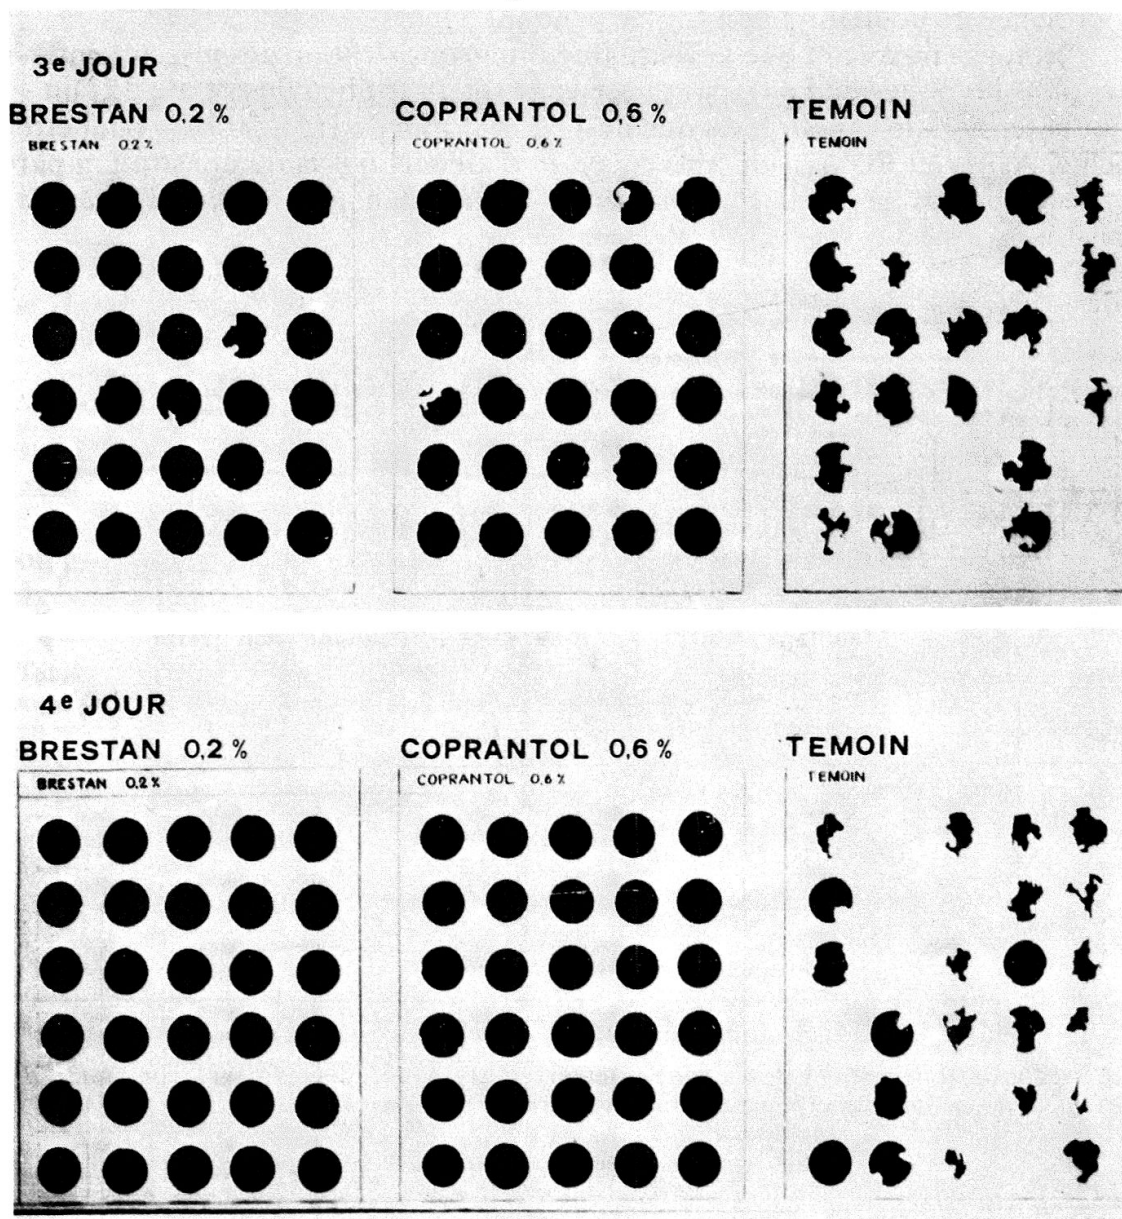 3e JOUR
BRESTAN 0.2 %
COPRANTOL 0,6 %
TEMOIN
BRESTAN 0.2 %
COPRANTOL 0.6 %
TEMOIN
4e JOUR
BRESTAN 0,2 %
COPRANTOL 0,6 %
TEMOIN
BRESTAN 0.2 %
COPRANTOL 0.6 %
TEMOIN